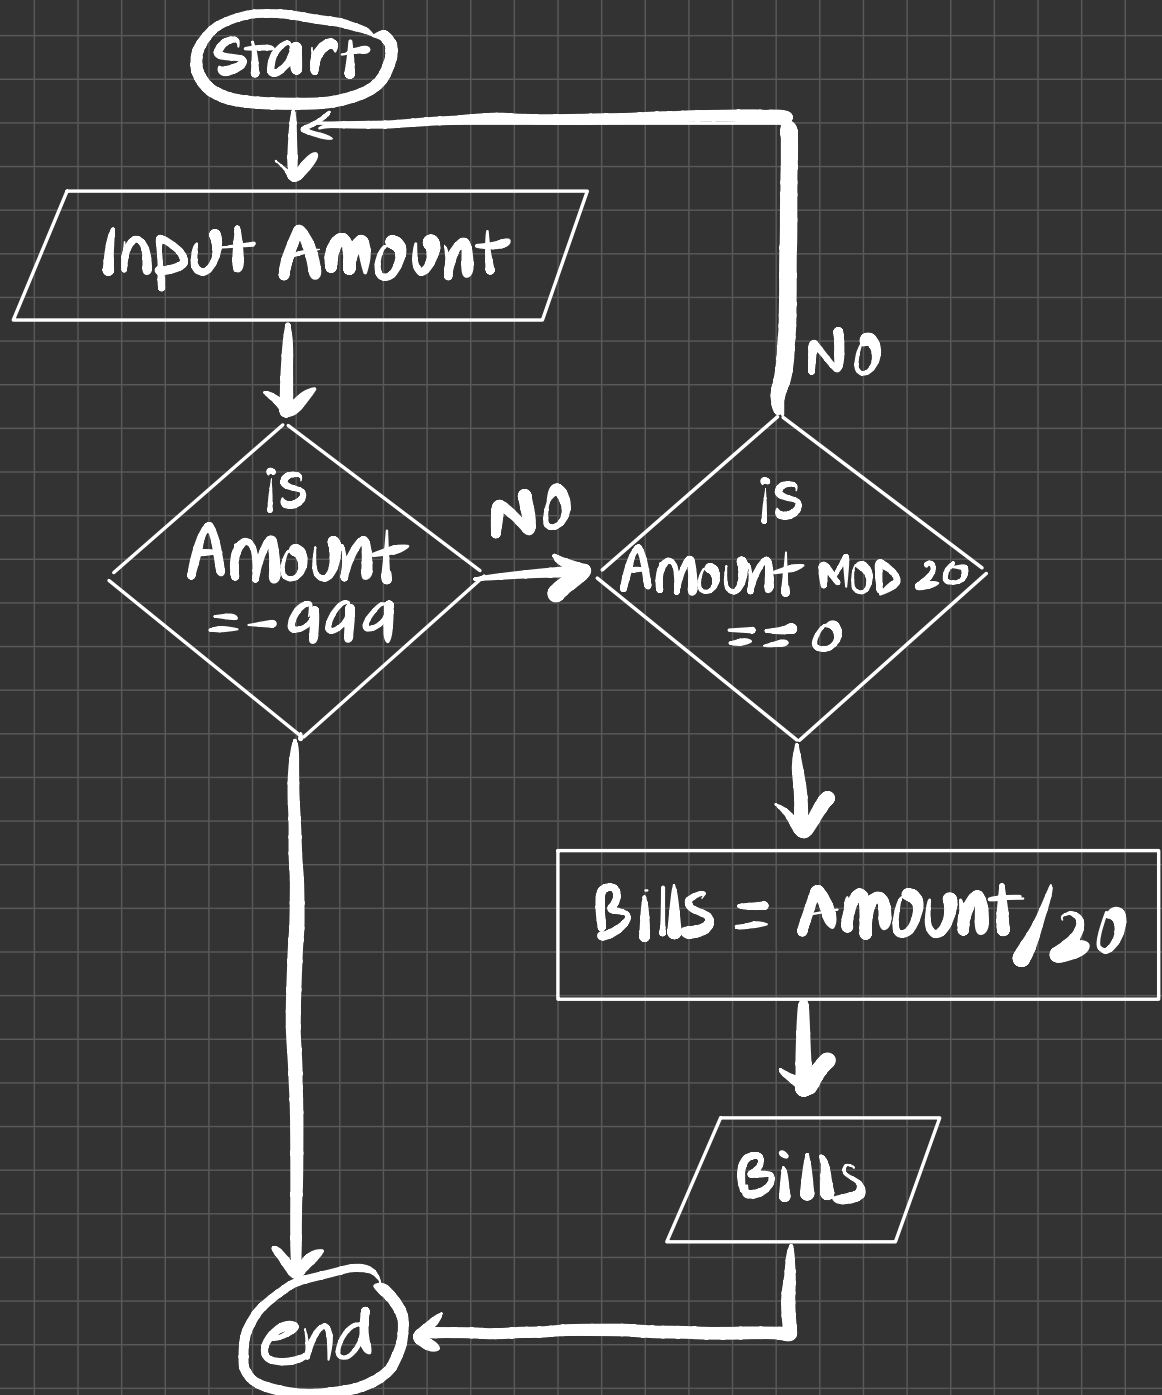 start
Input Amount
is
Amount
=-999
NO
is
Amount MOD 20
== 0
NO
Bills = Amount/20
Bills
end